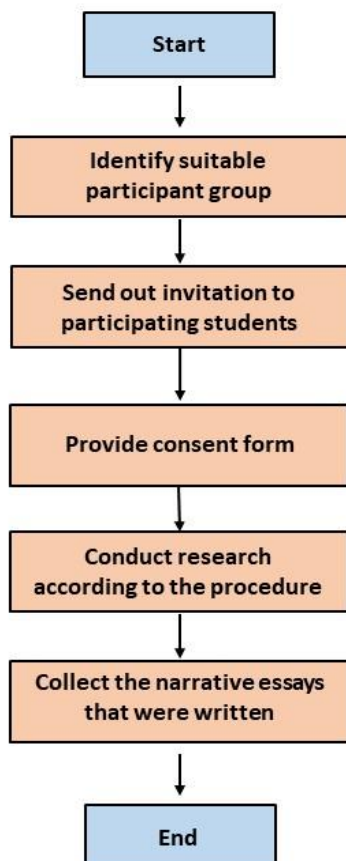 Start
Identify suitable
participant group
Send out invitation to
participating students
Provide consent form
Conduct research
according to the procedure
Collect the narrative essays
that were written
End